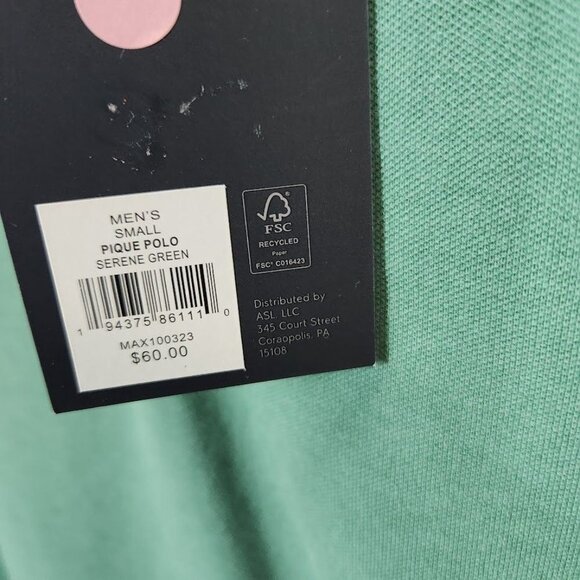 MEN'S
SMALL
PIQUE POLO
SERENE GREEN
1 94375 86111 0
MAX100323
$60.00
FSC
RECYCLED
Paper
FSC® C016423
Distributed by
ASL, LLC
345 Court Street
Coraopolis, PA
15108